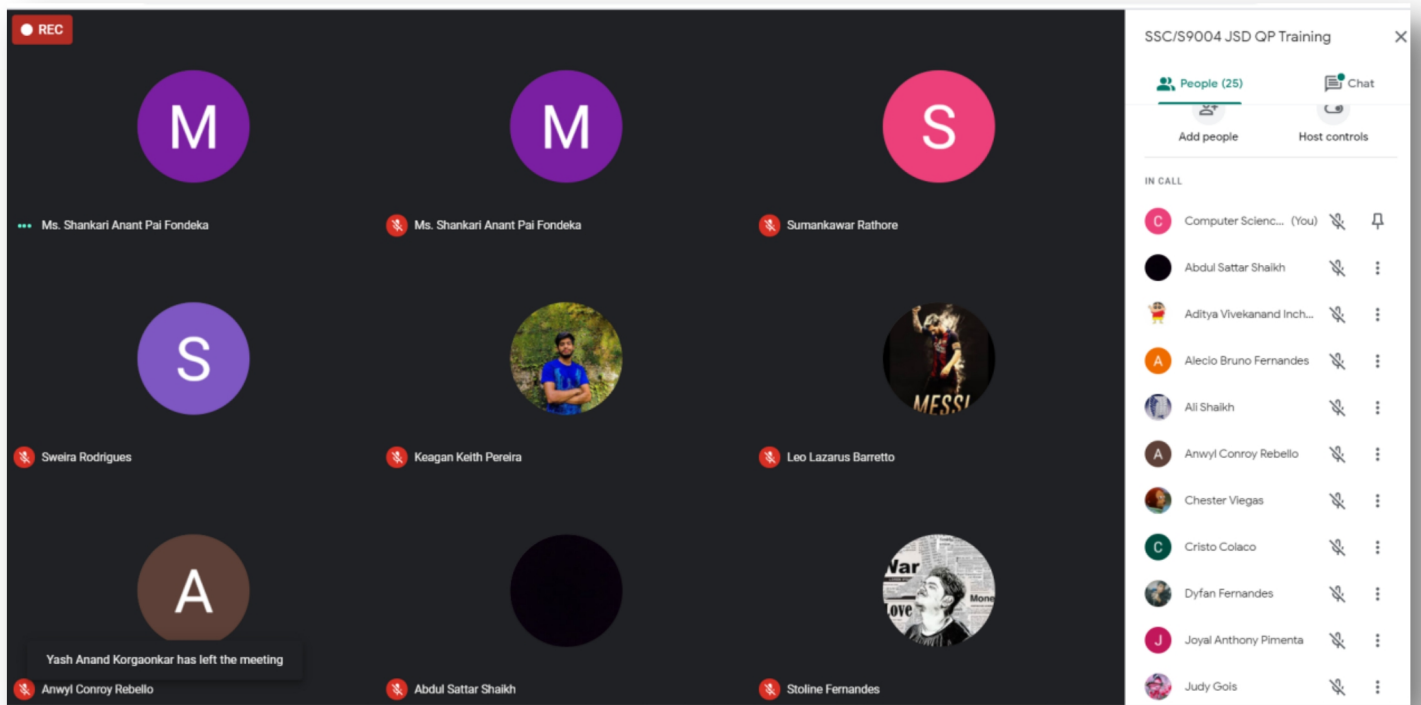 REC
M
M
S
Ms. Shankari Anant Pai Fondeka
Ms. Shankari Anant Pai Fondeka
Sumankawar Rathore
S
MESSI
Sweira Rodrigues
Keagan Keith Pereira
Leo Lazarus Barretto
A
War
Love
Mone
Yash Anand Korgaonkar has left the meeting
Anwyl Conroy Rebello
Abdul Sattar Shaikh
Stoline Fernandes
SSC/S9004 JSD QP Training
People (25)
Chat
Add people
Host controls
IN CALL
C
Computer Scienc... (You)
Abdul Sattar Shaikh
Aditya Vivekanand Inch...
A
Alecio Bruno Fernandes
Ali Shaikh
A
Anwyl Conroy Rebello
Chester Viegas
C
Cristo Colaco
Dyfan Fernandes
J
Joyal Anthony Pimenta
Judy Gois